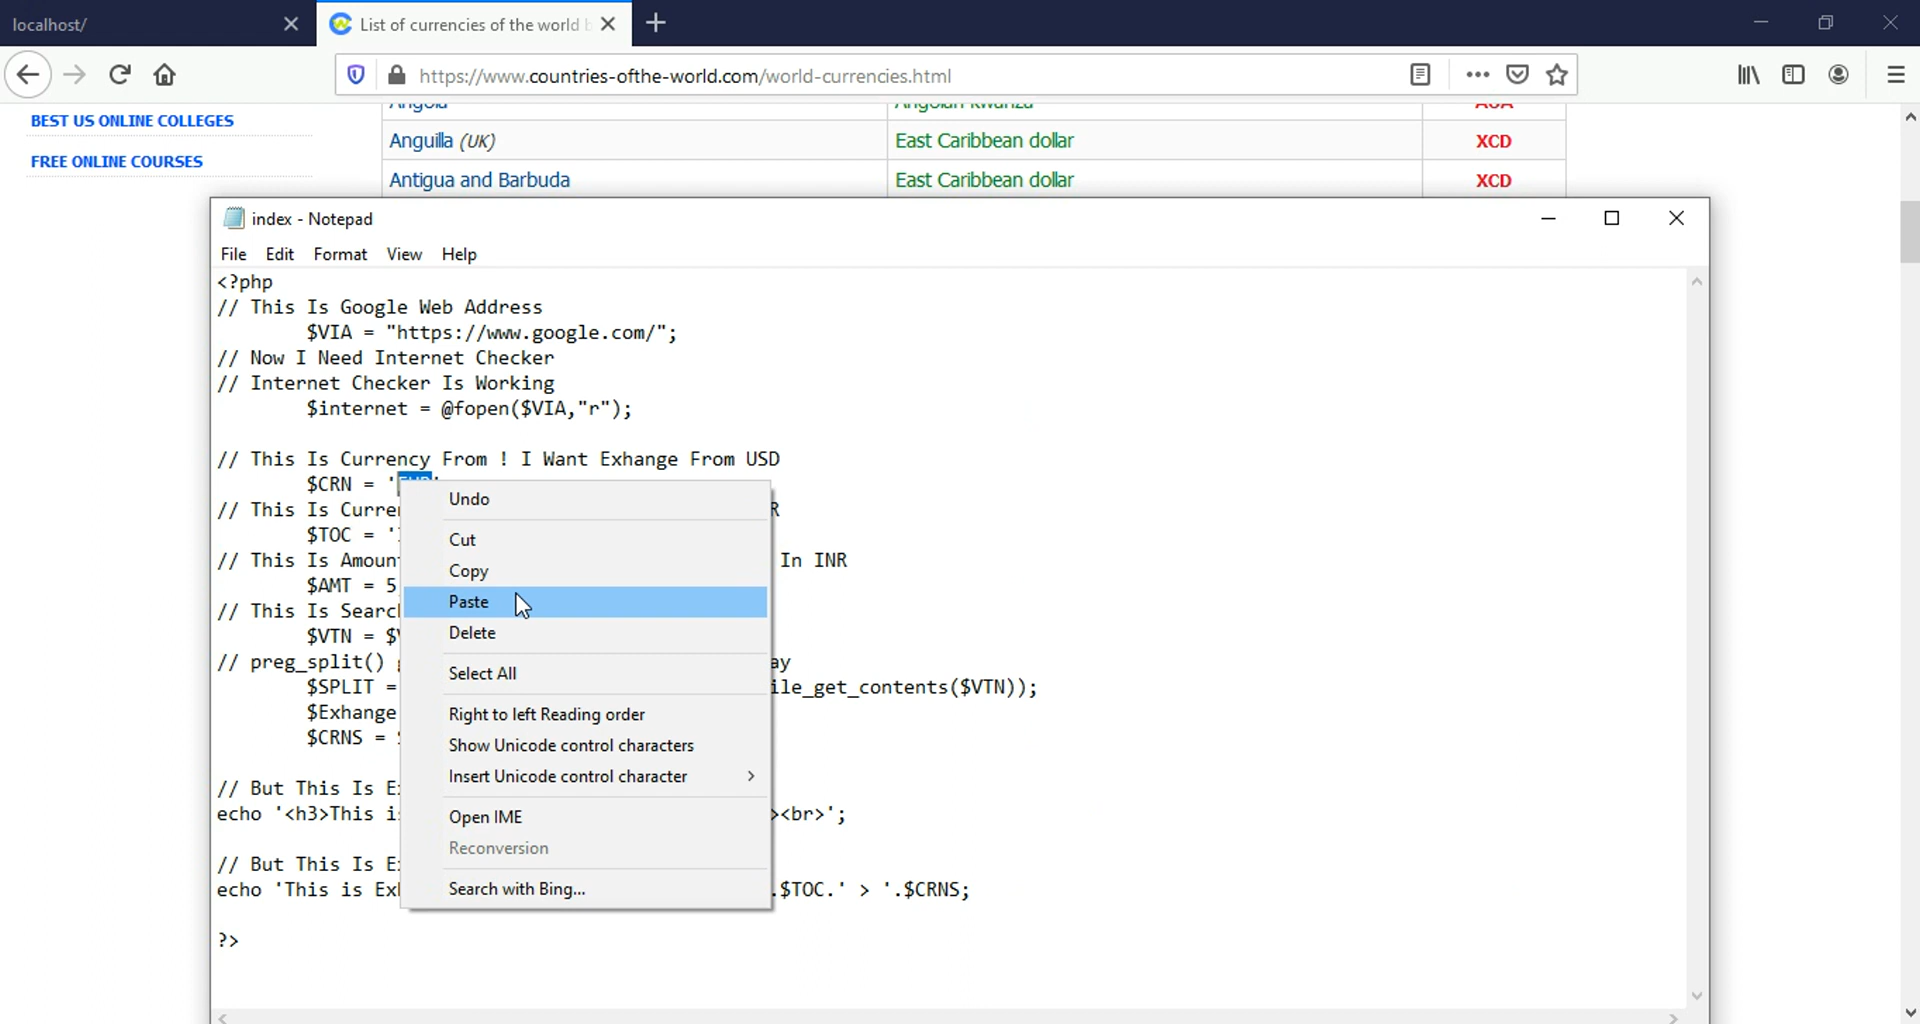 localhost/
List of currencies of the world b
https://www.countries-ofthe-world.com/world-currencies.html
BEST US ONLINE COLLEGES
FREE ONLINE COURSES
Angola Angolan kwanza AOA
Anguilla (UK) East Caribbean dollar XCD
Antigua and Barbuda East Caribbean dollar XCD
index - Notepad
File Edit Format View Help
<?php
// This Is Google Web Address
$VIA = "https://www.google.com/";
// Now I Need Internet Checker
// Internet Checker Is Working
$internet = @fopen($VIA,"r");
// This Is Currency From ! I Want Exhange From USD
$CRN = '
// This Is Curre R
$TOC = '
// This Is Amoun In INR
$AMT = 5
// This Is Searc
$VTN = $
// preg_split() ay
$SPLIT = ile_get_contents($VTN));
$Exhange
$CRNS =
// But This Is E
echo '<h3>This i ><br>';
// But This Is E
echo 'This is Ex .$TOC.' > '.$CRNS;
?>
Undo
Cut
Copy
Paste
Delete
Select All
Right to left Reading order
Show Unicode control characters
Insert Unicode control character
Open IME
Reconversion
Search with Bing...